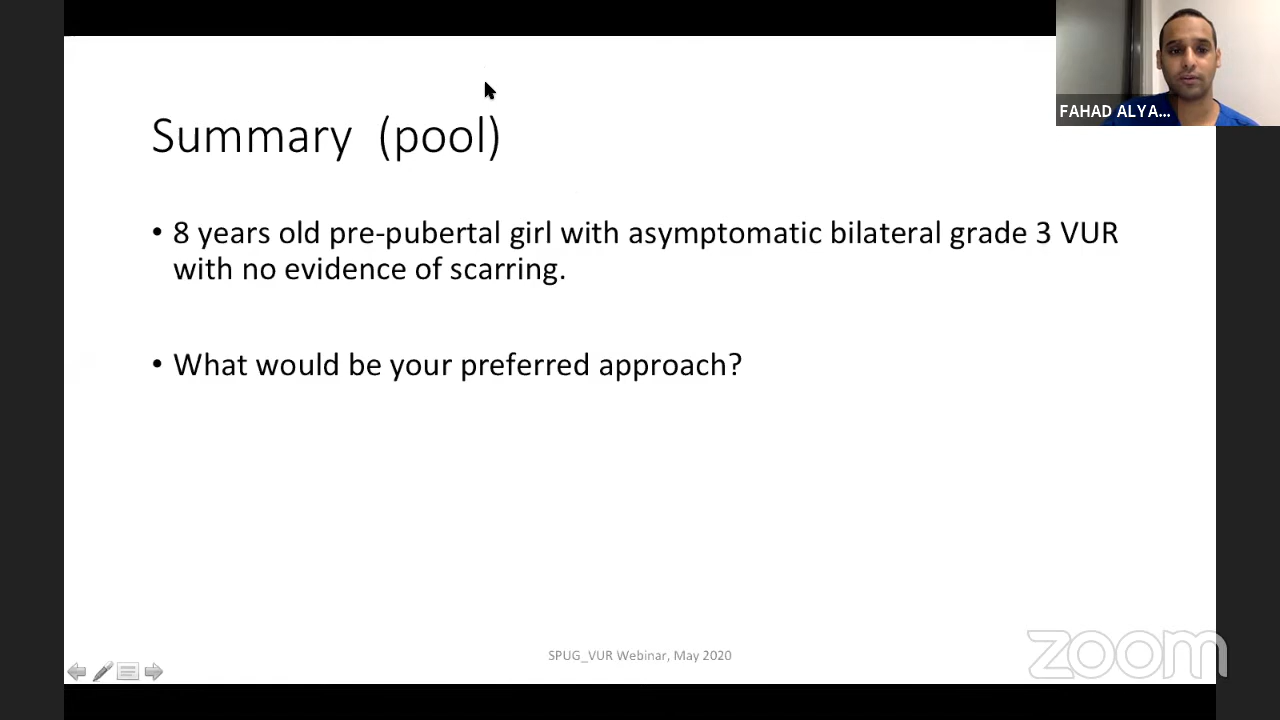 FAHAD ALYA...
Summary (pool)
• 8 years old pre-pubertal girl with asymptomatic bilateral grade 3 VUR
with no evidence of scarring.
• What would be your preferred approach?
SPUG_VUR Webinar, May 2020
zoom